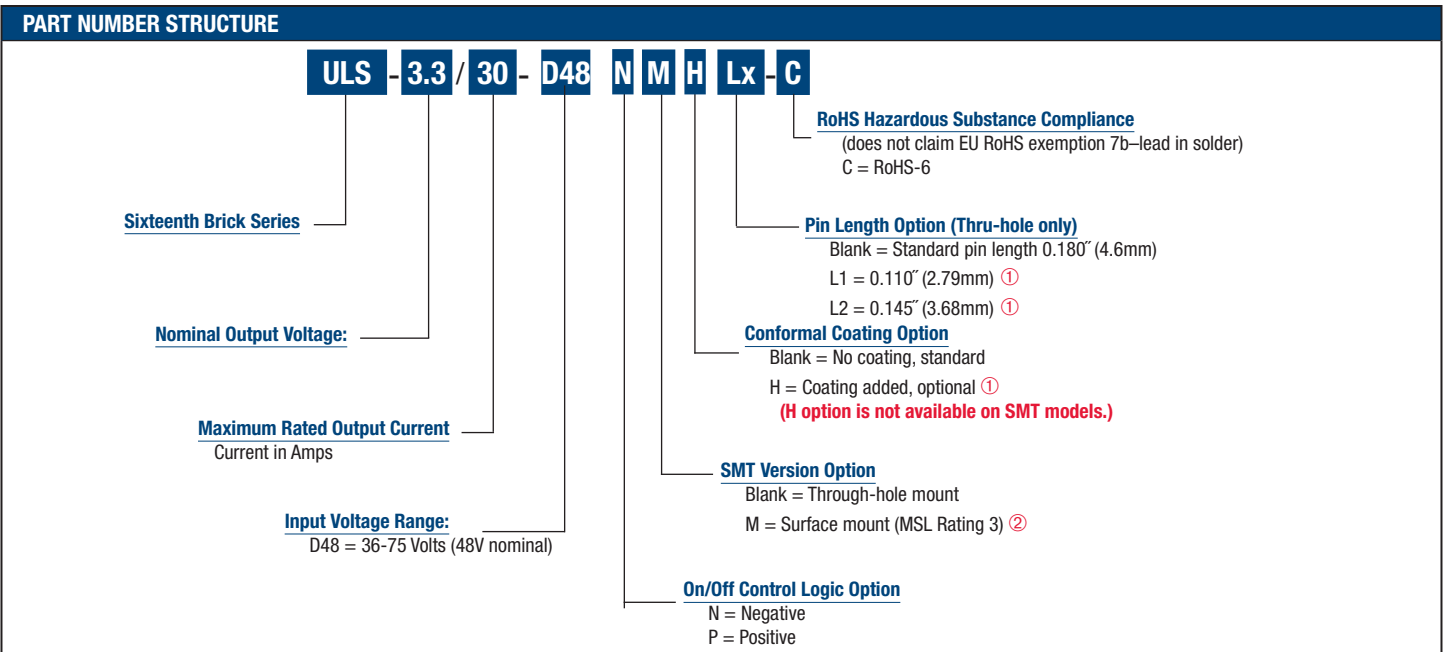 PART NUMBER STRUCTURE
ULS - 3.3 / 30 - D48 N M H Lx - C
RoHS Hazardous Substance Compliance
(does not claim EU RoHS exemption 7b–lead in solder)
C = RoHS-6
Sixteenth Brick Series
Pin Length Option (Thru-hole only)
Blank = Standard pin length 0.180˝ (4.6mm)
L1 = 0.110˝ (2.79mm) ①
L2 = 0.145˝ (3.68mm) ①
Nominal Output Voltage:
Conformal Coating Option
Blank = No coating, standard
H = Coating added, optional ①
(H option is not available on SMT models.)
Maximum Rated Output Current
Current in Amps
SMT Version Option
Blank = Through-hole mount
M = Surface mount (MSL Rating 3) ②
Input Voltage Range:
D48 = 36-75 Volts (48V nominal)
On/Off Control Logic Option
N = Negative
P = Positive